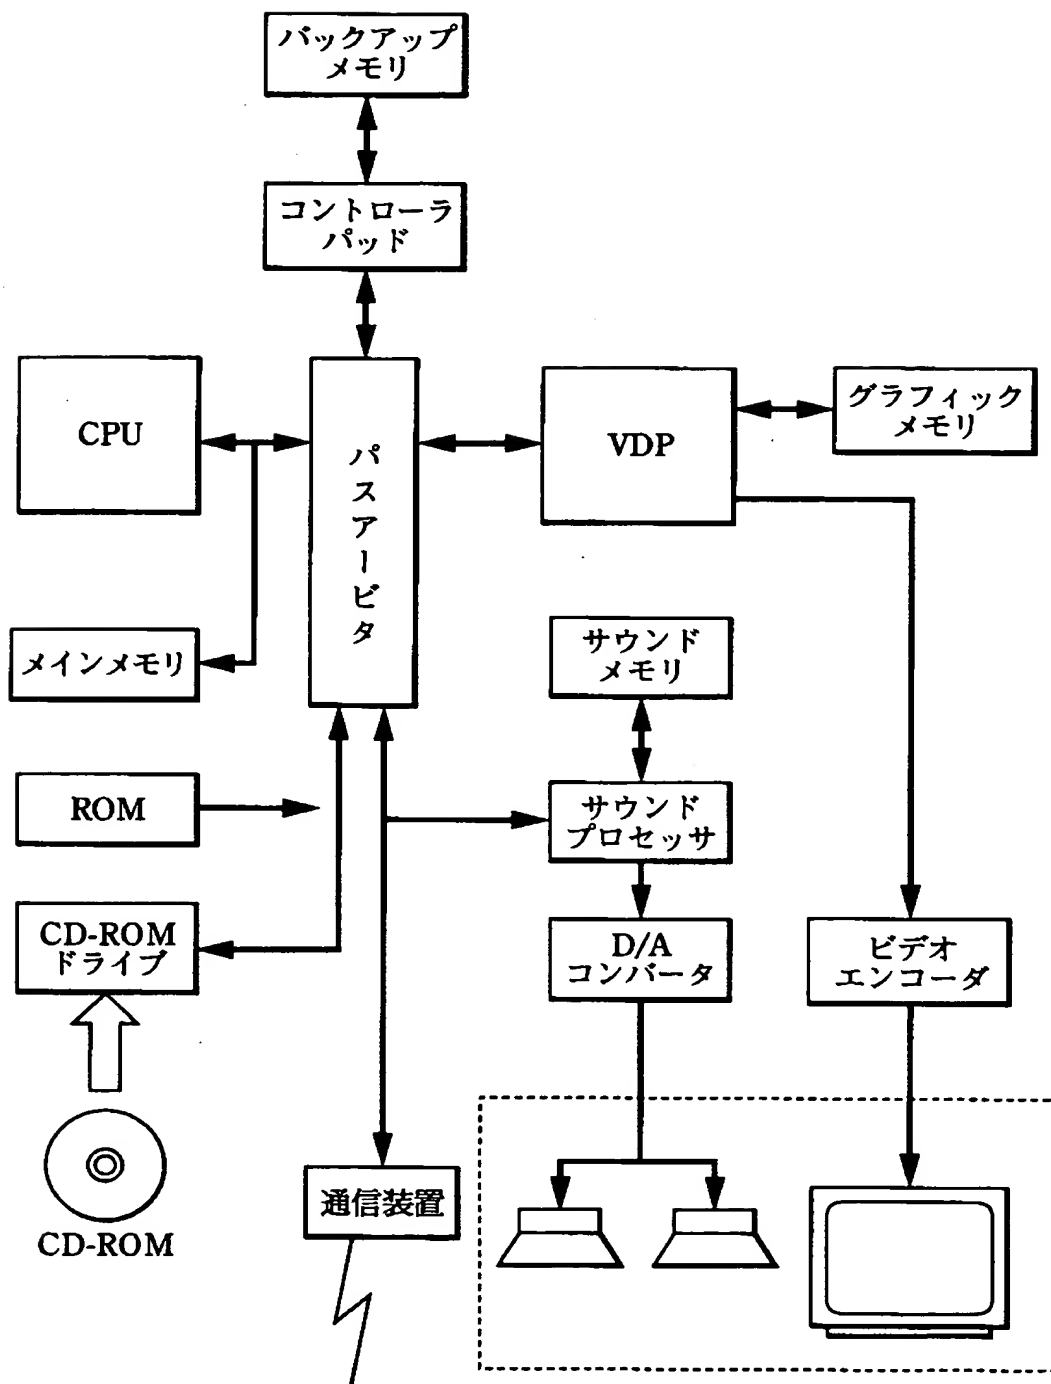 バックアップ
メモリ
コントローラ
パッド
CPU
バスアービタ
VDP
グラフィック
メモリ
メインメモリ
サウンド
メモリ
ROM
サウンド
プロセッサ
CD-ROM
ドライブ
D/A
コンバータ
ビデオ
エンコーダ
通信装置
CD-ROM